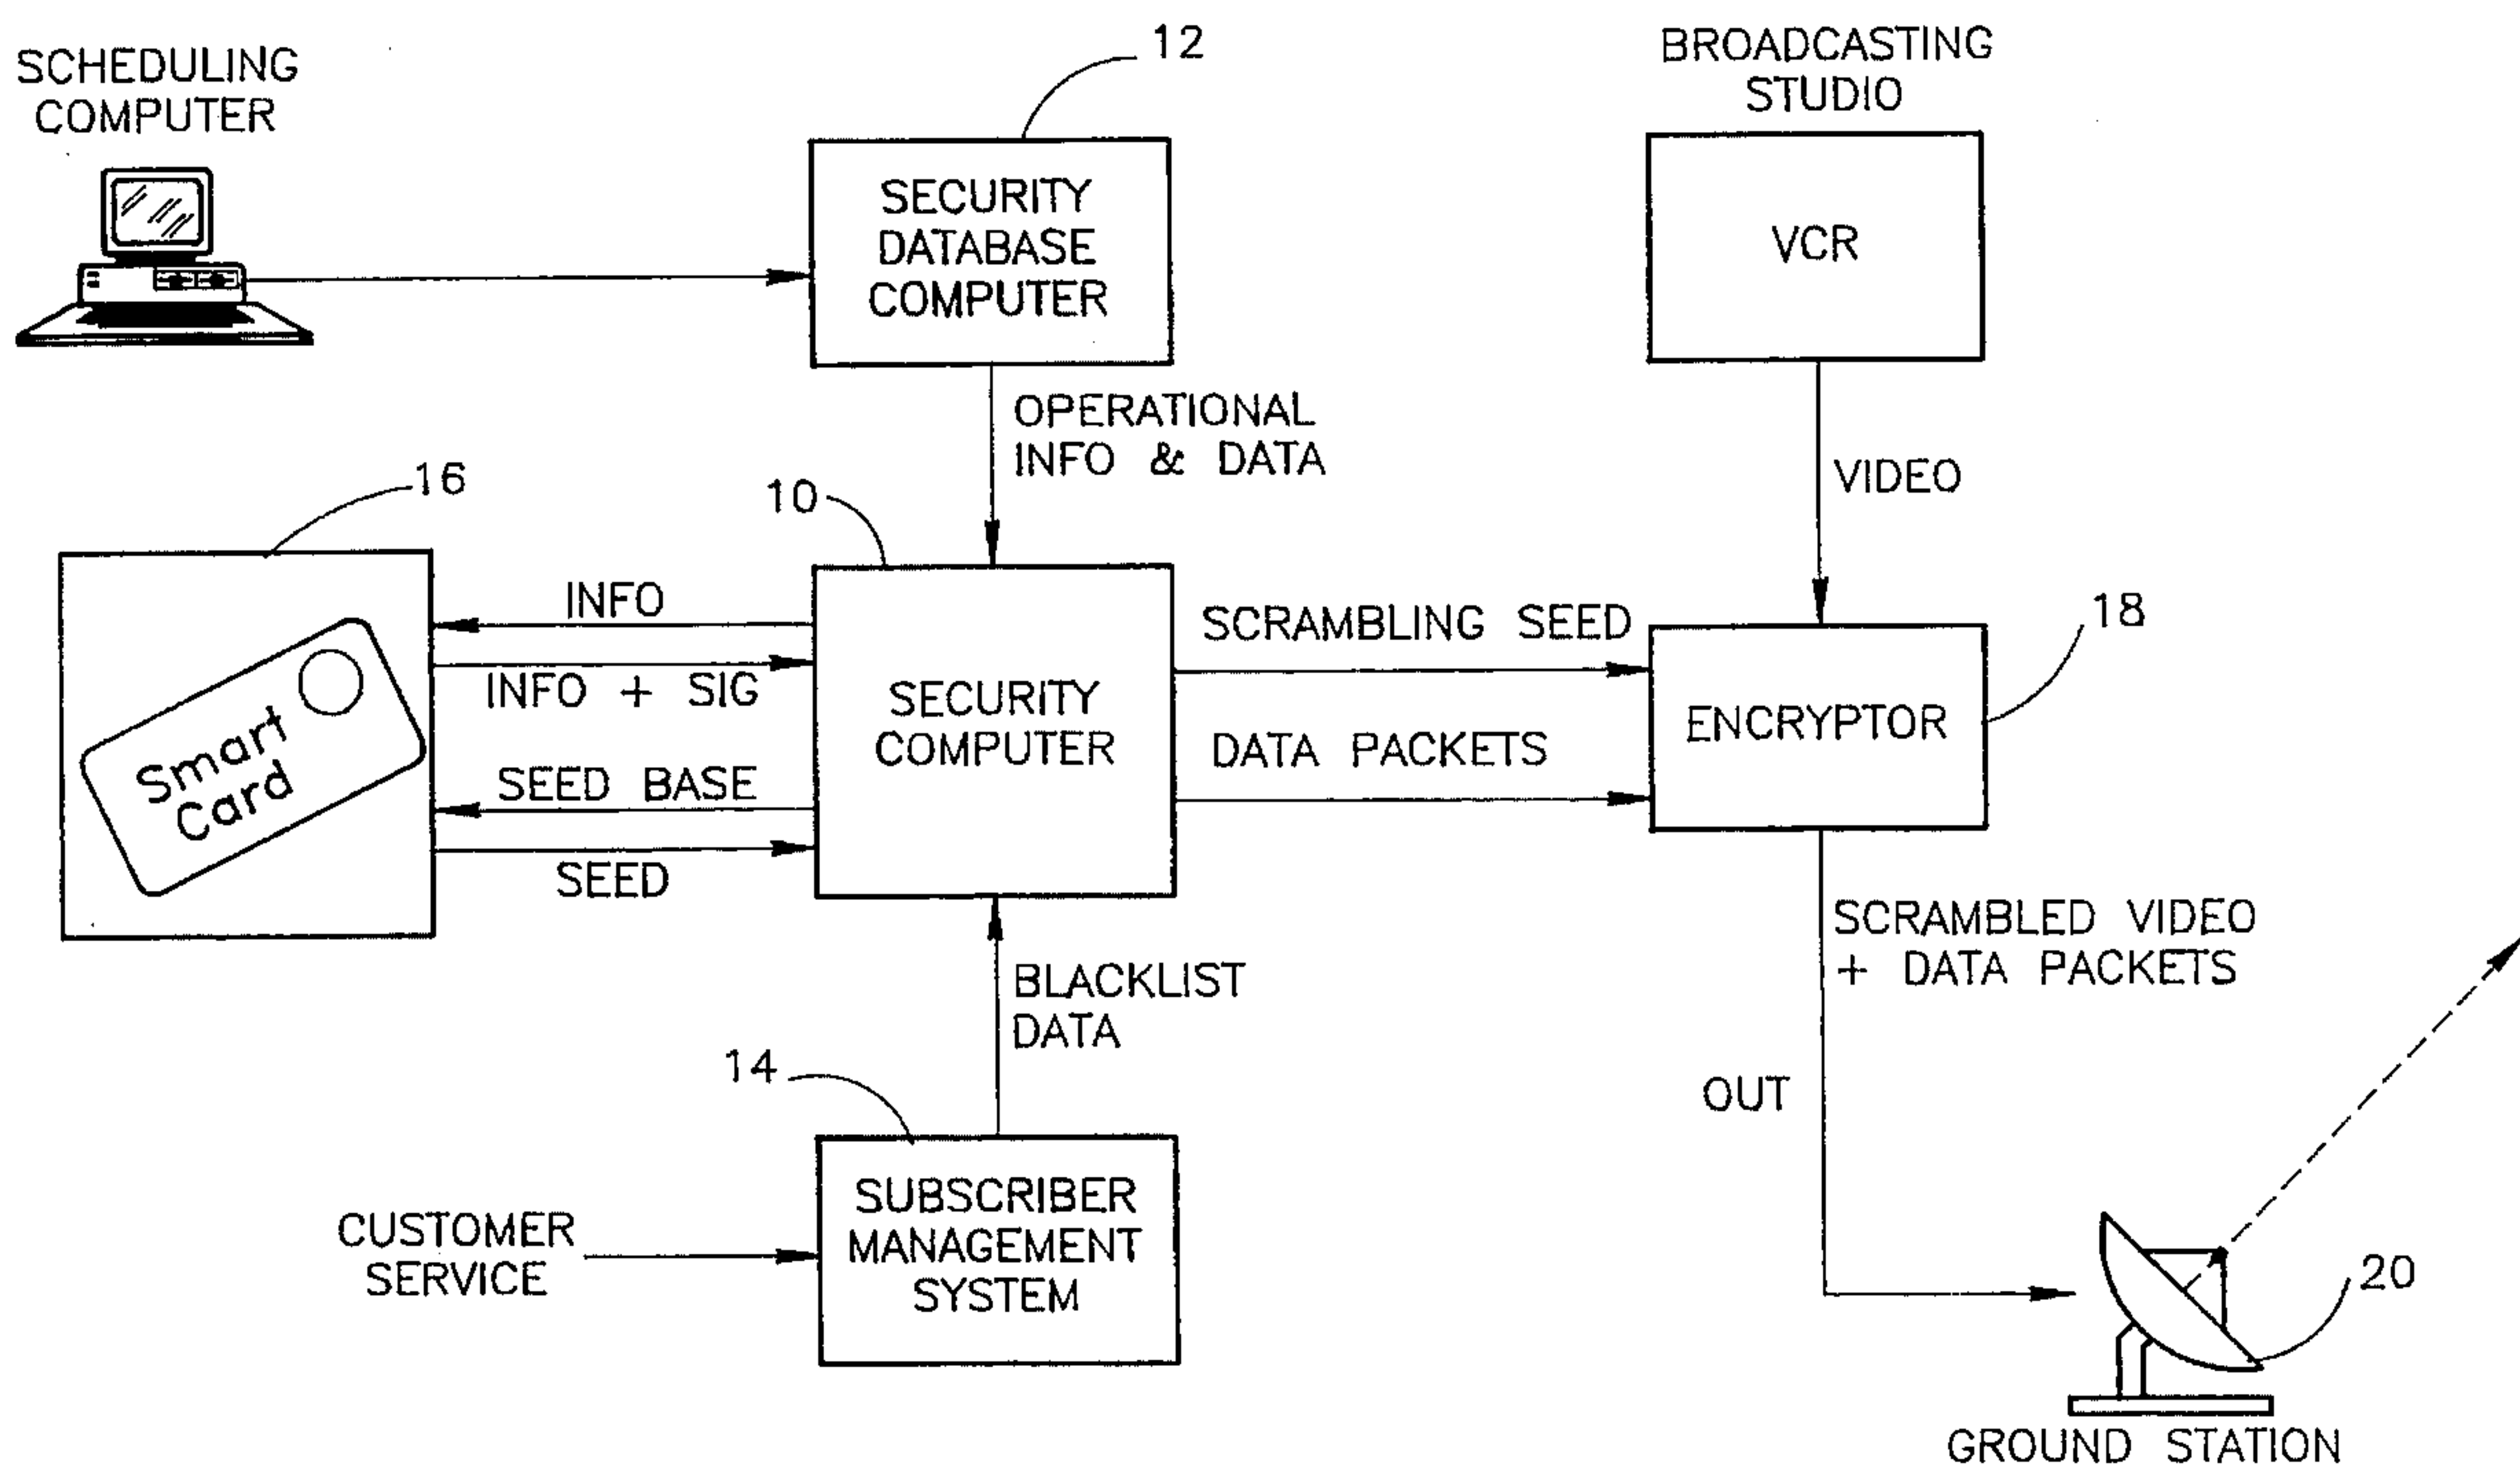 SCHEDULING
COMPUTER
12
BROADCASTING
STUDIO
SECURITY
DATABASE
COMPUTER
VCR
OPERATIONAL
INFO & DATA
VIDEO
16
10
INFO
INFO + SIG
SEED BASE
SEED
Smart
Card
SECURITY
COMPUTER
SCRAMBLING SEED
DATA PACKETS
18
ENCRYPTOR
SCRAMBLED VIDEO
+ DATA PACKETS
BLACKLIST
DATA
14
OUT
CUSTOMER
SERVICE
SUBSCRIBER
MANAGEMENT
SYSTEM
20
GROUND STATION